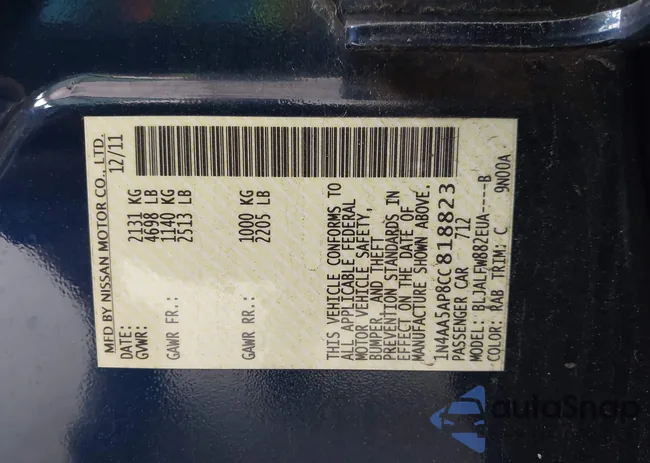 MFD BY NISSAN MOTOR CO., LTD.
DATE: 12/11
GVWR: 2131 KG
4698 LB
GAWR FR.: 1140 KG
2513 LB
GAWR RR.: 1000 KG
2205 LB
THIS VEHICLE CONFORMS TO
ALL APPLICABLE FEDERAL
MOTOR VEHICLE SAFETY,
BUMPER, AND THEFT
PREVENTION STANDARDS IN
EFFECT ON THE DATE OF
MANUFACTURE SHOWN ABOVE.
1N4AA5AP8CC818823
PASSENGER CAR 712
MODEL: BLJALFW882EUA----B
COLOR: RAB TRIM: C 9N00A
autoSnap